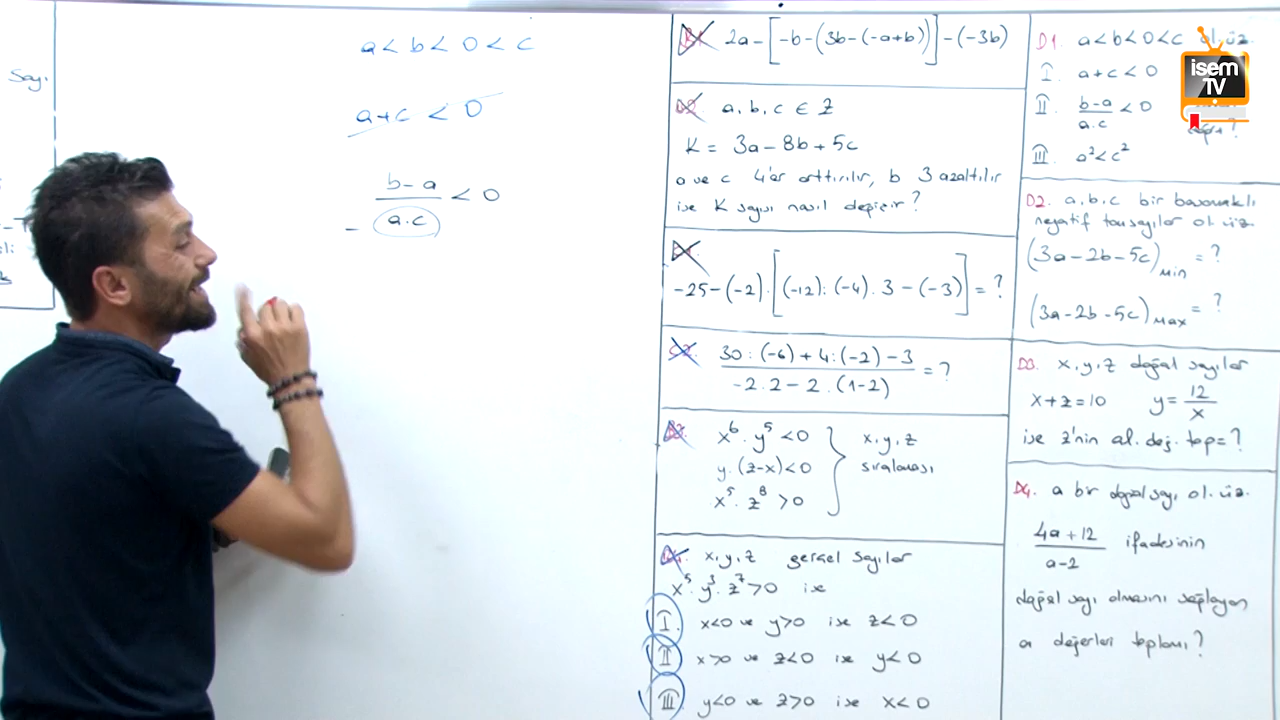 Sayı
a<b<0<c
a+c < 0
b-a / a.c < 0
-
2a-[-b-(3b-(-a+b))]-(-3b)
a,b,c ∈ Z
K = 3a-8b+5c
a ve c 4'er arttırılır, b 3 azaltılır
ise K sayısı nasıl değişir?
-25-(-2).[(-12):(-4).3-(-3)] = ?
30:(-6)+4:(-2)-3 / -2.2-2.(1-2) = ?
x⁶.y⁵<0
y.(z-x)<0
x⁵.z⁸>0
x,y,z
sıralaması
x,y,z gerçel sayılar
x⁵.y³.z⁷>0 ise
I. x<0 ve y>0 ise z<0
II x>0 ve z<0 ise y<0
III y<0 ve z>0 ise x<0
D1. a<b<0<c ol. üz.
I. a+c<0
II. b-a / a.c <0
III a²<c²
isem
TV
D2. a,b,c bir basamaklı
negatif tamsayılar ol. üz.
(3a-2b-5c)min = ?
(3a-2b-5c)max = ?
D3. x,y,z doğal sayılar
x+z=10 y=12/x
ise z'nin al. değ. top=?
D4. a bir doğal sayı ol. üz.
4a+12 / a-2 ifadesinin
doğal sayı olmasını sağlayan
a değerleri toplamı?